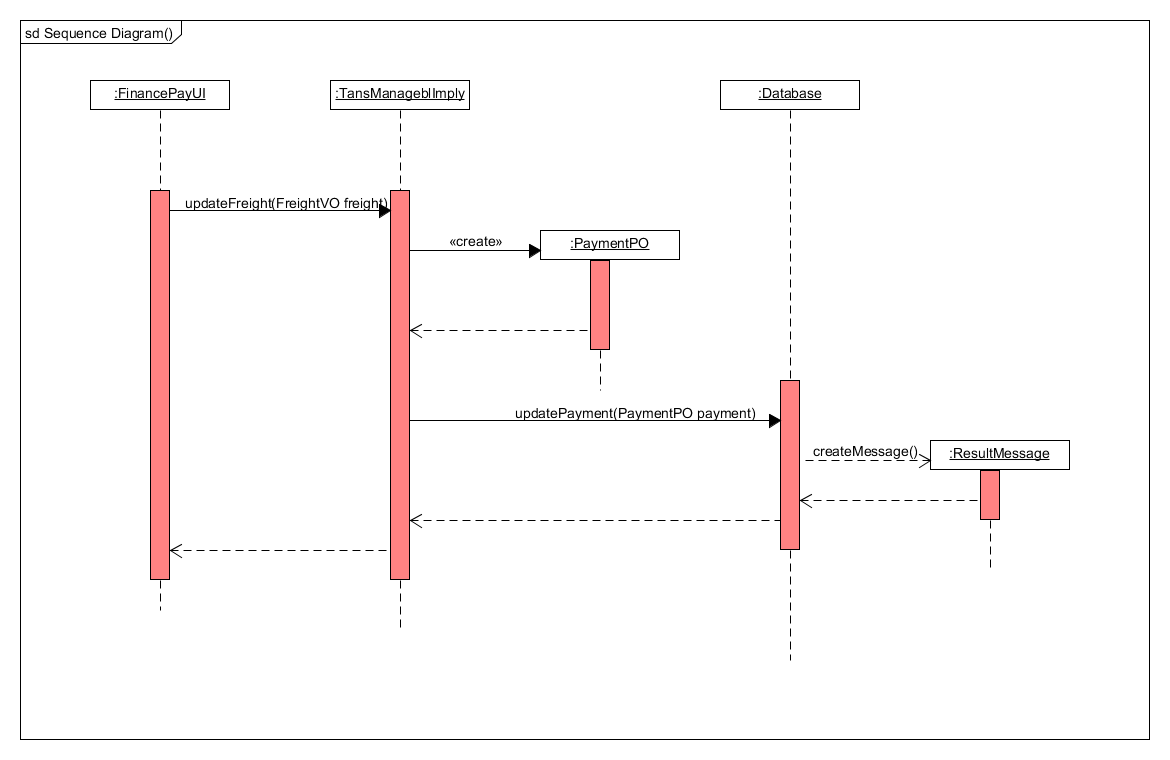 sd Sequence Diagram()
:FinancePayUI
:TansManageblImply
:Database
updateFreight(FreightVO freight)
«create»
:PaymentPO
updatePayment(PaymentPO payment)
createMessage()
:ResultMessage